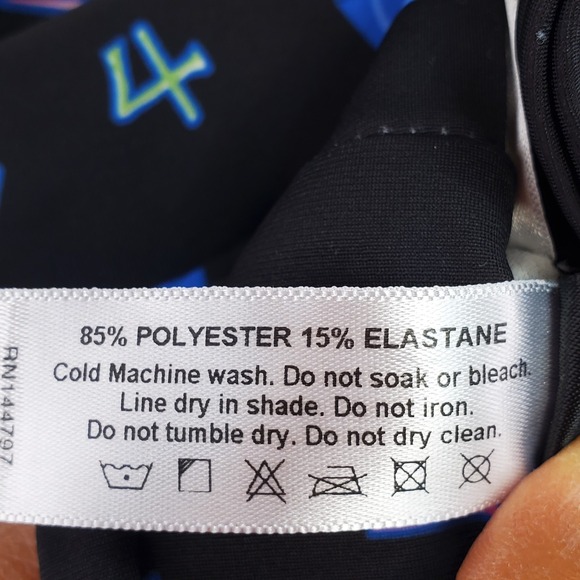 4
85% POLYESTER 15% ELASTANE
Cold Machine wash. Do not soak or bleach.
Line dry in shade. Do not iron.
Do not tumble dry. Do not dry clean.
RN144797